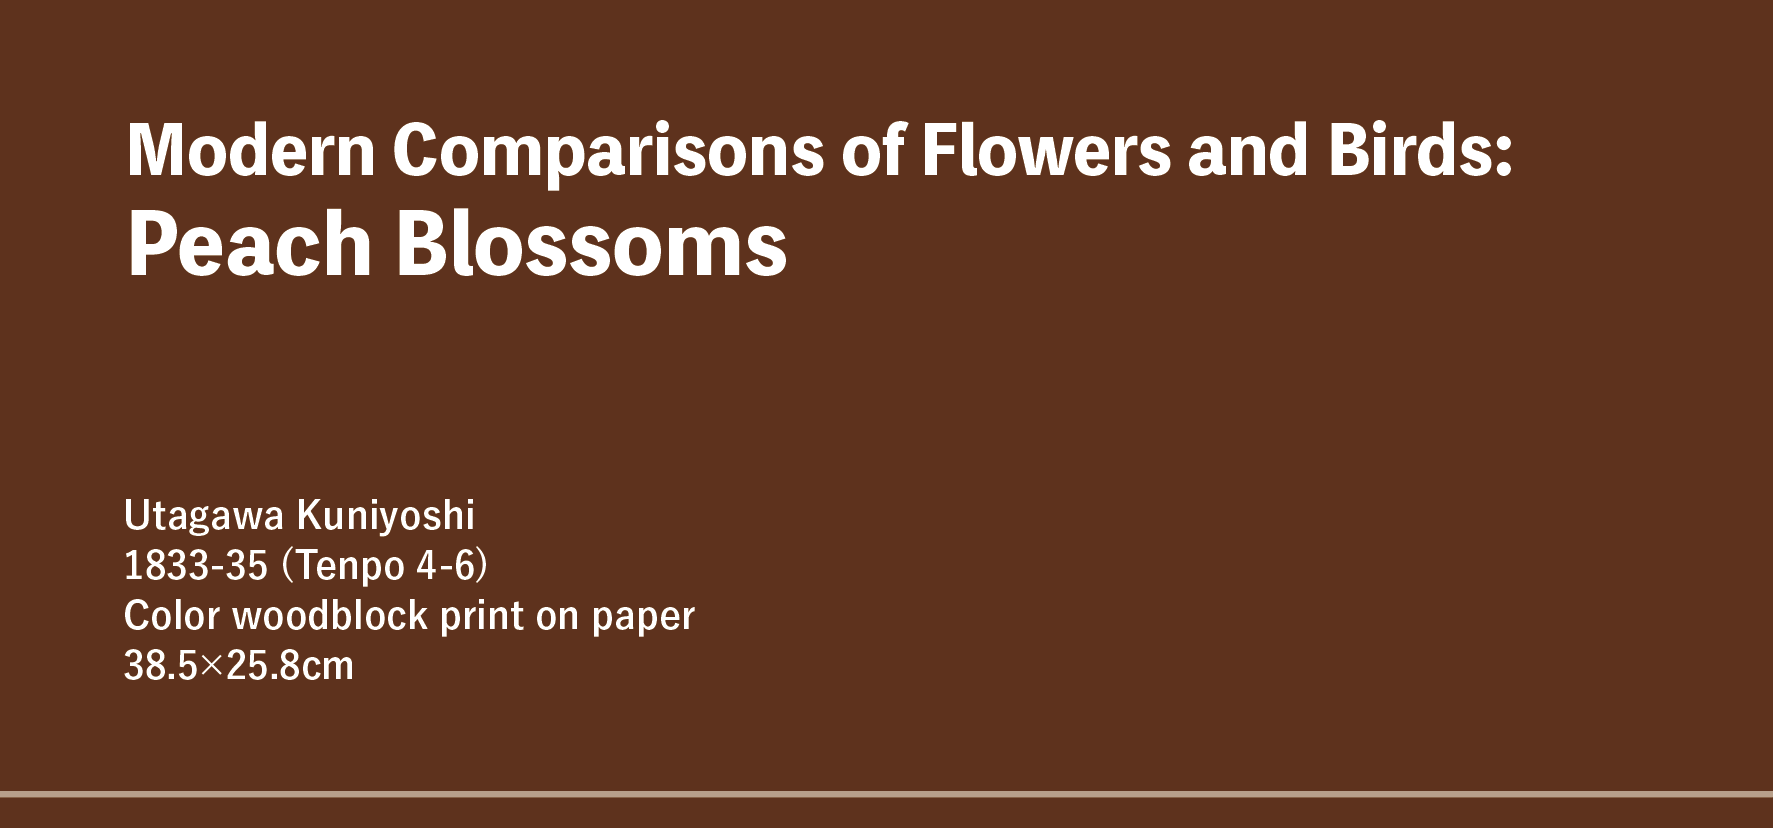 Modern Comparisons of Flowers and Birds:
Peach Blossoms
Utagawa Kuniyoshi
1833-35 (Tenpo 4-6)
Color woodblock print on paper
38.5×25.8cm